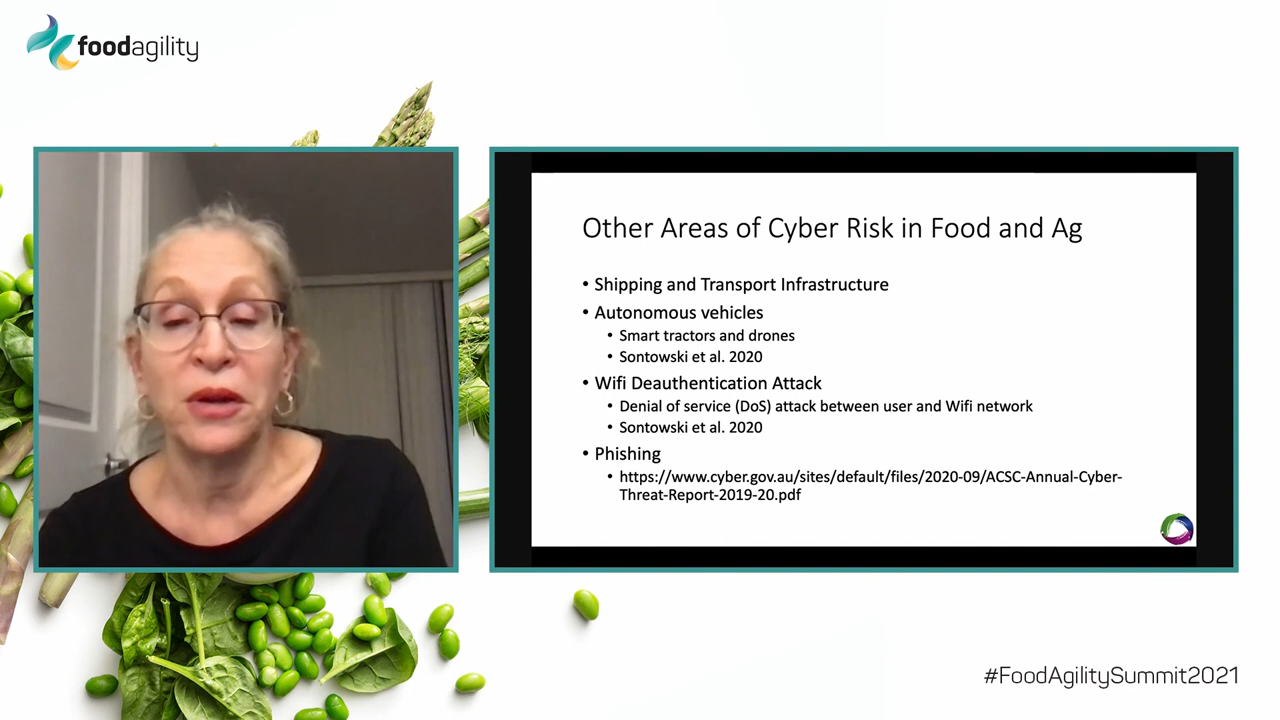 foodagility
Other Areas of Cyber Risk in Food and Ag
• Shipping and Transport Infrastructure
• Autonomous vehicles
• Smart tractors and drones
• Sontowski et al. 2020
• Wifi Deauthentication Attack
• Denial of service (DoS) attack between user and Wifi network
• Sontowski et al. 2020
• Phishing
• https://www.cyber.gov.au/sites/default/files/2020-09/ACSC-Annual-Cyber-
Threat-Report-2019-20.pdf
#FoodAgilitySummit2021